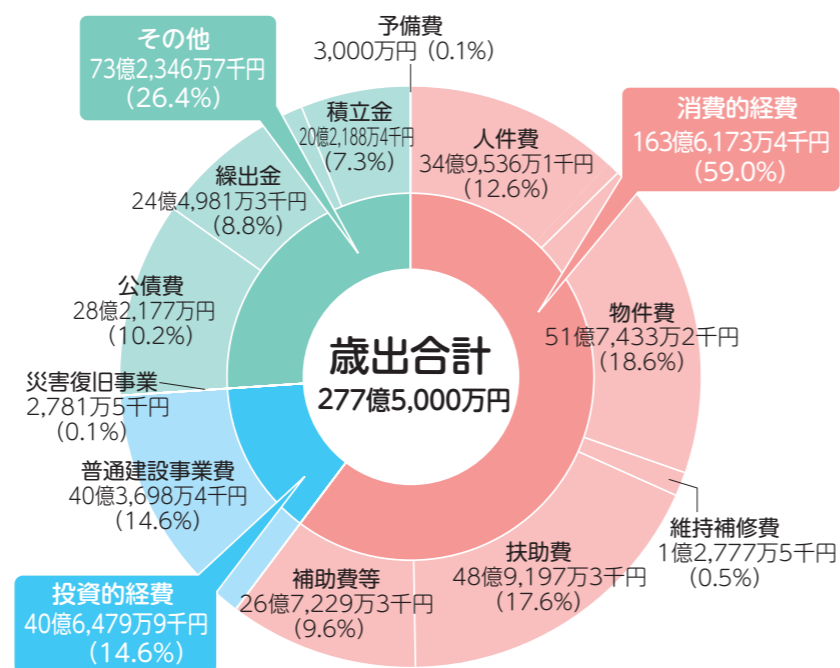 予備費
3,000万円 (0.1%)
その他
73億2,346万7千円
(26.4%)
積立金
20億2,188万4千円
(7.3%)
人件費
34億9,536万1千円
(12.6%)
消費的経費
163億6,173万4千円
(59.0%)
繰出金
24億4,981万3千円
(8.8%)
公債費
28億2,177万円
(10.2%)
物件費
51億7,433万2千円
(18.6%)
歳出合計
277億5,000万円
災害復旧事業
2,781万5千円
(0.1%)
普通建設事業費
40億3,698万4千円
(14.6%)
維持補修費
1億2,777万5千円
(0.5%)
扶助費
48億9,197万3千円
(17.6%)
補助費等
26億7,229万3千円
(9.6%)
投資的経費
40億6,479万9千円
(14.6%)